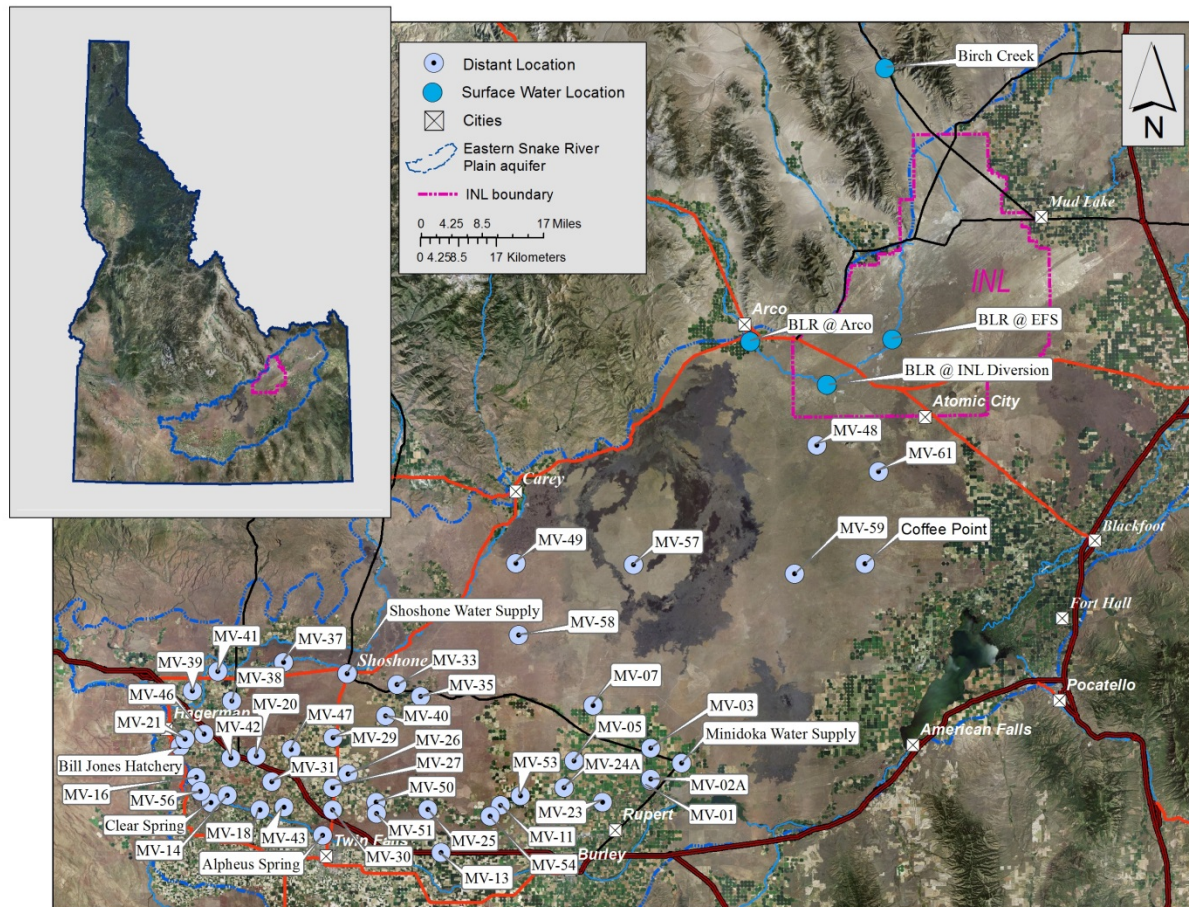 Distant Location
Surface Water Location
Cities
Eastern Snake River
Plain aquifer
INL boundary
0 4.25 8.5 17 Miles
0 4.25 8.5 17 Kilometers
N
Birch Creek
Mud Lake
INL
Arco
BLR @ Arco
BLR @ EFS
BLR @ INL Diversion
Atomic City
MV-48
MV-61
Carey
Blackfoot
MV-49
MV-57
MV-59
Coffee Point
Fort Hall
Shoshone Water Supply
MV-58
MV-41
MV-37
MV-39
Shoshone
MV-33
MV-38
MV-46
MV-35
MV-07
Pocatello
MV-20
MV-47
MV-40
MV-03
MV-21
Hagerman
MV-42
MV-29
MV-05
American Falls
MV-26
Minidoka Water Supply
Bill Jones Hatchery
MV-31
MV-27
MV-53
MV-24A
MV-16
MV-50
MV-02A
MV-56
MV-23
MV-01
Clear Spring
MV-18
MV-43
MV-51
MV-25
MV-11
Rupert
MV-14
Alpheus Spring
Twin Falls
MV-30
MV-54
Burley
MV-13